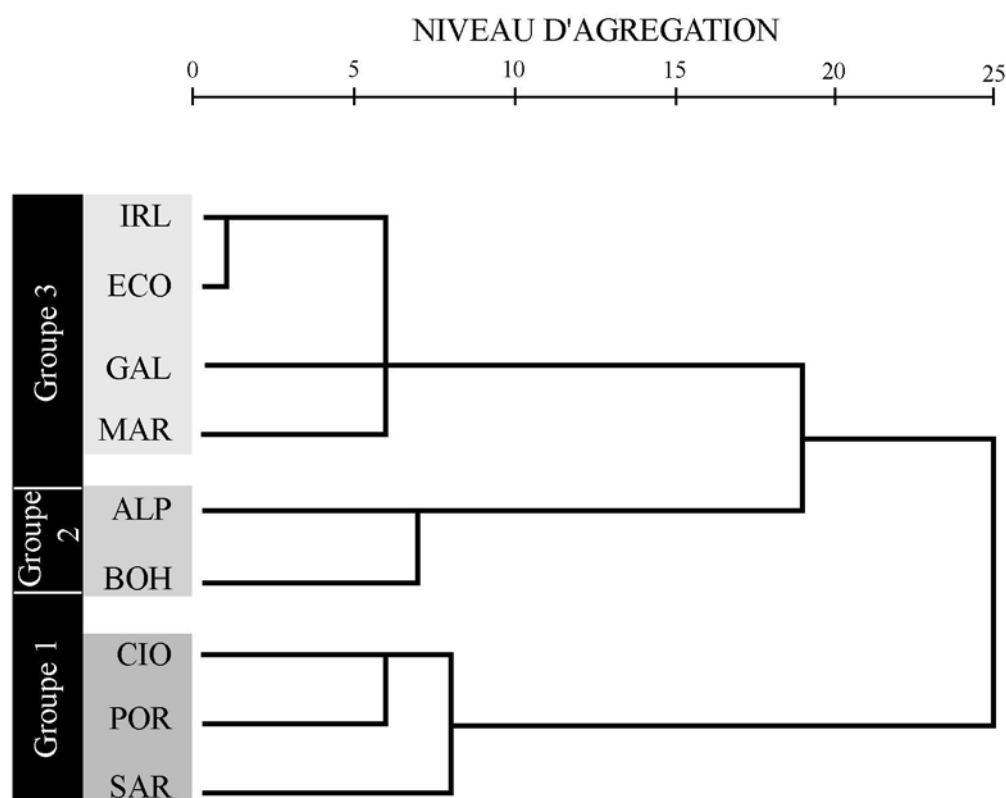 NIVEAU D'AGREGATION
0 5 10 15 20 25
Groupe 3
IRL
ECO
GAL
MAR
Groupe
2
ALP
BOH
Groupe 1
CIO
POR
SAR